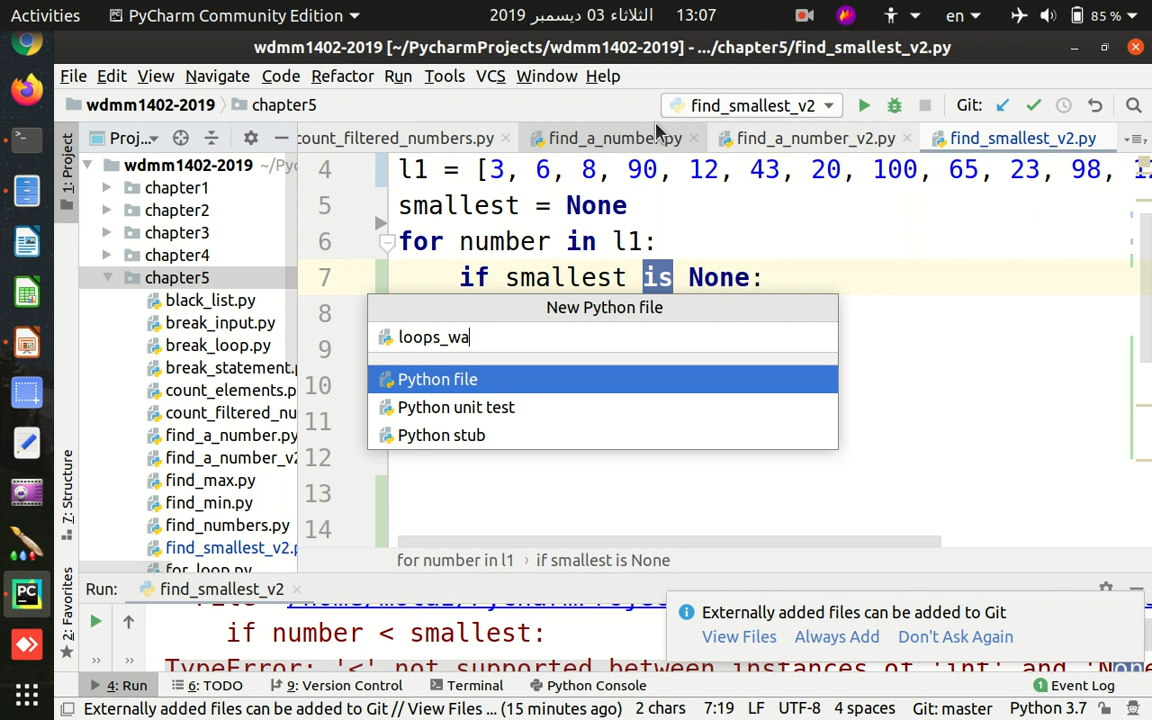 Activities PyCharm Community Edition الثلاثاء 03 ديسمبر 2019 13:07 en 85 %
wdmm1402-2019 [~/PycharmProjects/wdmm1402-2019] - .../chapter5/find_smallest_v2.py
File Edit View Navigate Code Refactor Run Tools VCS Window Help
wdmm1402-2019 chapter5 find_smallest_v2 Git:
1: Project
Proj... count_filtered_numbers.py find_a_number.py find_a_number_v2.py find_smallest_v2.py
wdmm1402-2019 ~/Pyc
chapter1
chapter2
chapter3
chapter4
chapter5
black_list.py
break_input.py
break_loop.py
break_statement.p
count_elements.p
count_filtered_nu
find_a_number.py
find_a_number_v2
find_max.py
find_min.py
find_numbers.py
find_smallest_v2.p
for_loop.py
4 l1 = [3, 6, 8, 90, 12, 43, 20, 100, 65, 23, 98,
5 smallest = None
6 for number in l1:
7 if smallest is None:
8
9
10
11
12
13
14
New Python file
loops_wa
Python file
Python unit test
Python stub
for number in l1 › if smallest is None
7: Structure
2: Favorites
Run: find_smallest_v2
if number < smallest:
TypeError: '<' not supported between instances of 'int' and 'None
Externally added files can be added to Git
View Files Always Add Don't Ask Again
4: Run 6: TODO 9: Version Control Terminal Python Console 1 Event Log
Externally added files can be added to Git // View Files ... (15 minutes ago) 2 chars 7:19 LF UTF-8 4 spaces Git: master Python 3.7